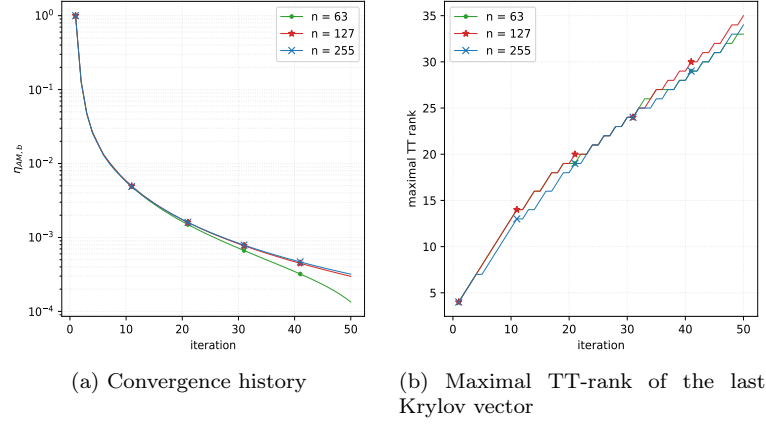 10⁰
10⁻¹
10⁻²
10⁻³
10⁻⁴
η_{AM,b}
0 10 20 30 40 50
iteration
n = 63
n = 127
n = 255
35
30
25
20
15
10
5
maximal TT rank
0 10 20 30 40 50
iteration
n = 63
n = 127
n = 255
(a) Convergence history
(b) Maximal TT-rank of the last
Krylov vector